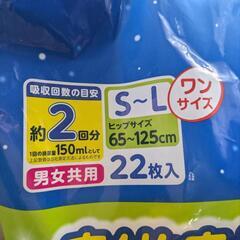 吸収回数の目安
約2回分
1回の排尿量150mlとして
男女共用
S~L
ヒップサイズ
65~125cm
22枚入
ワン
サイズ